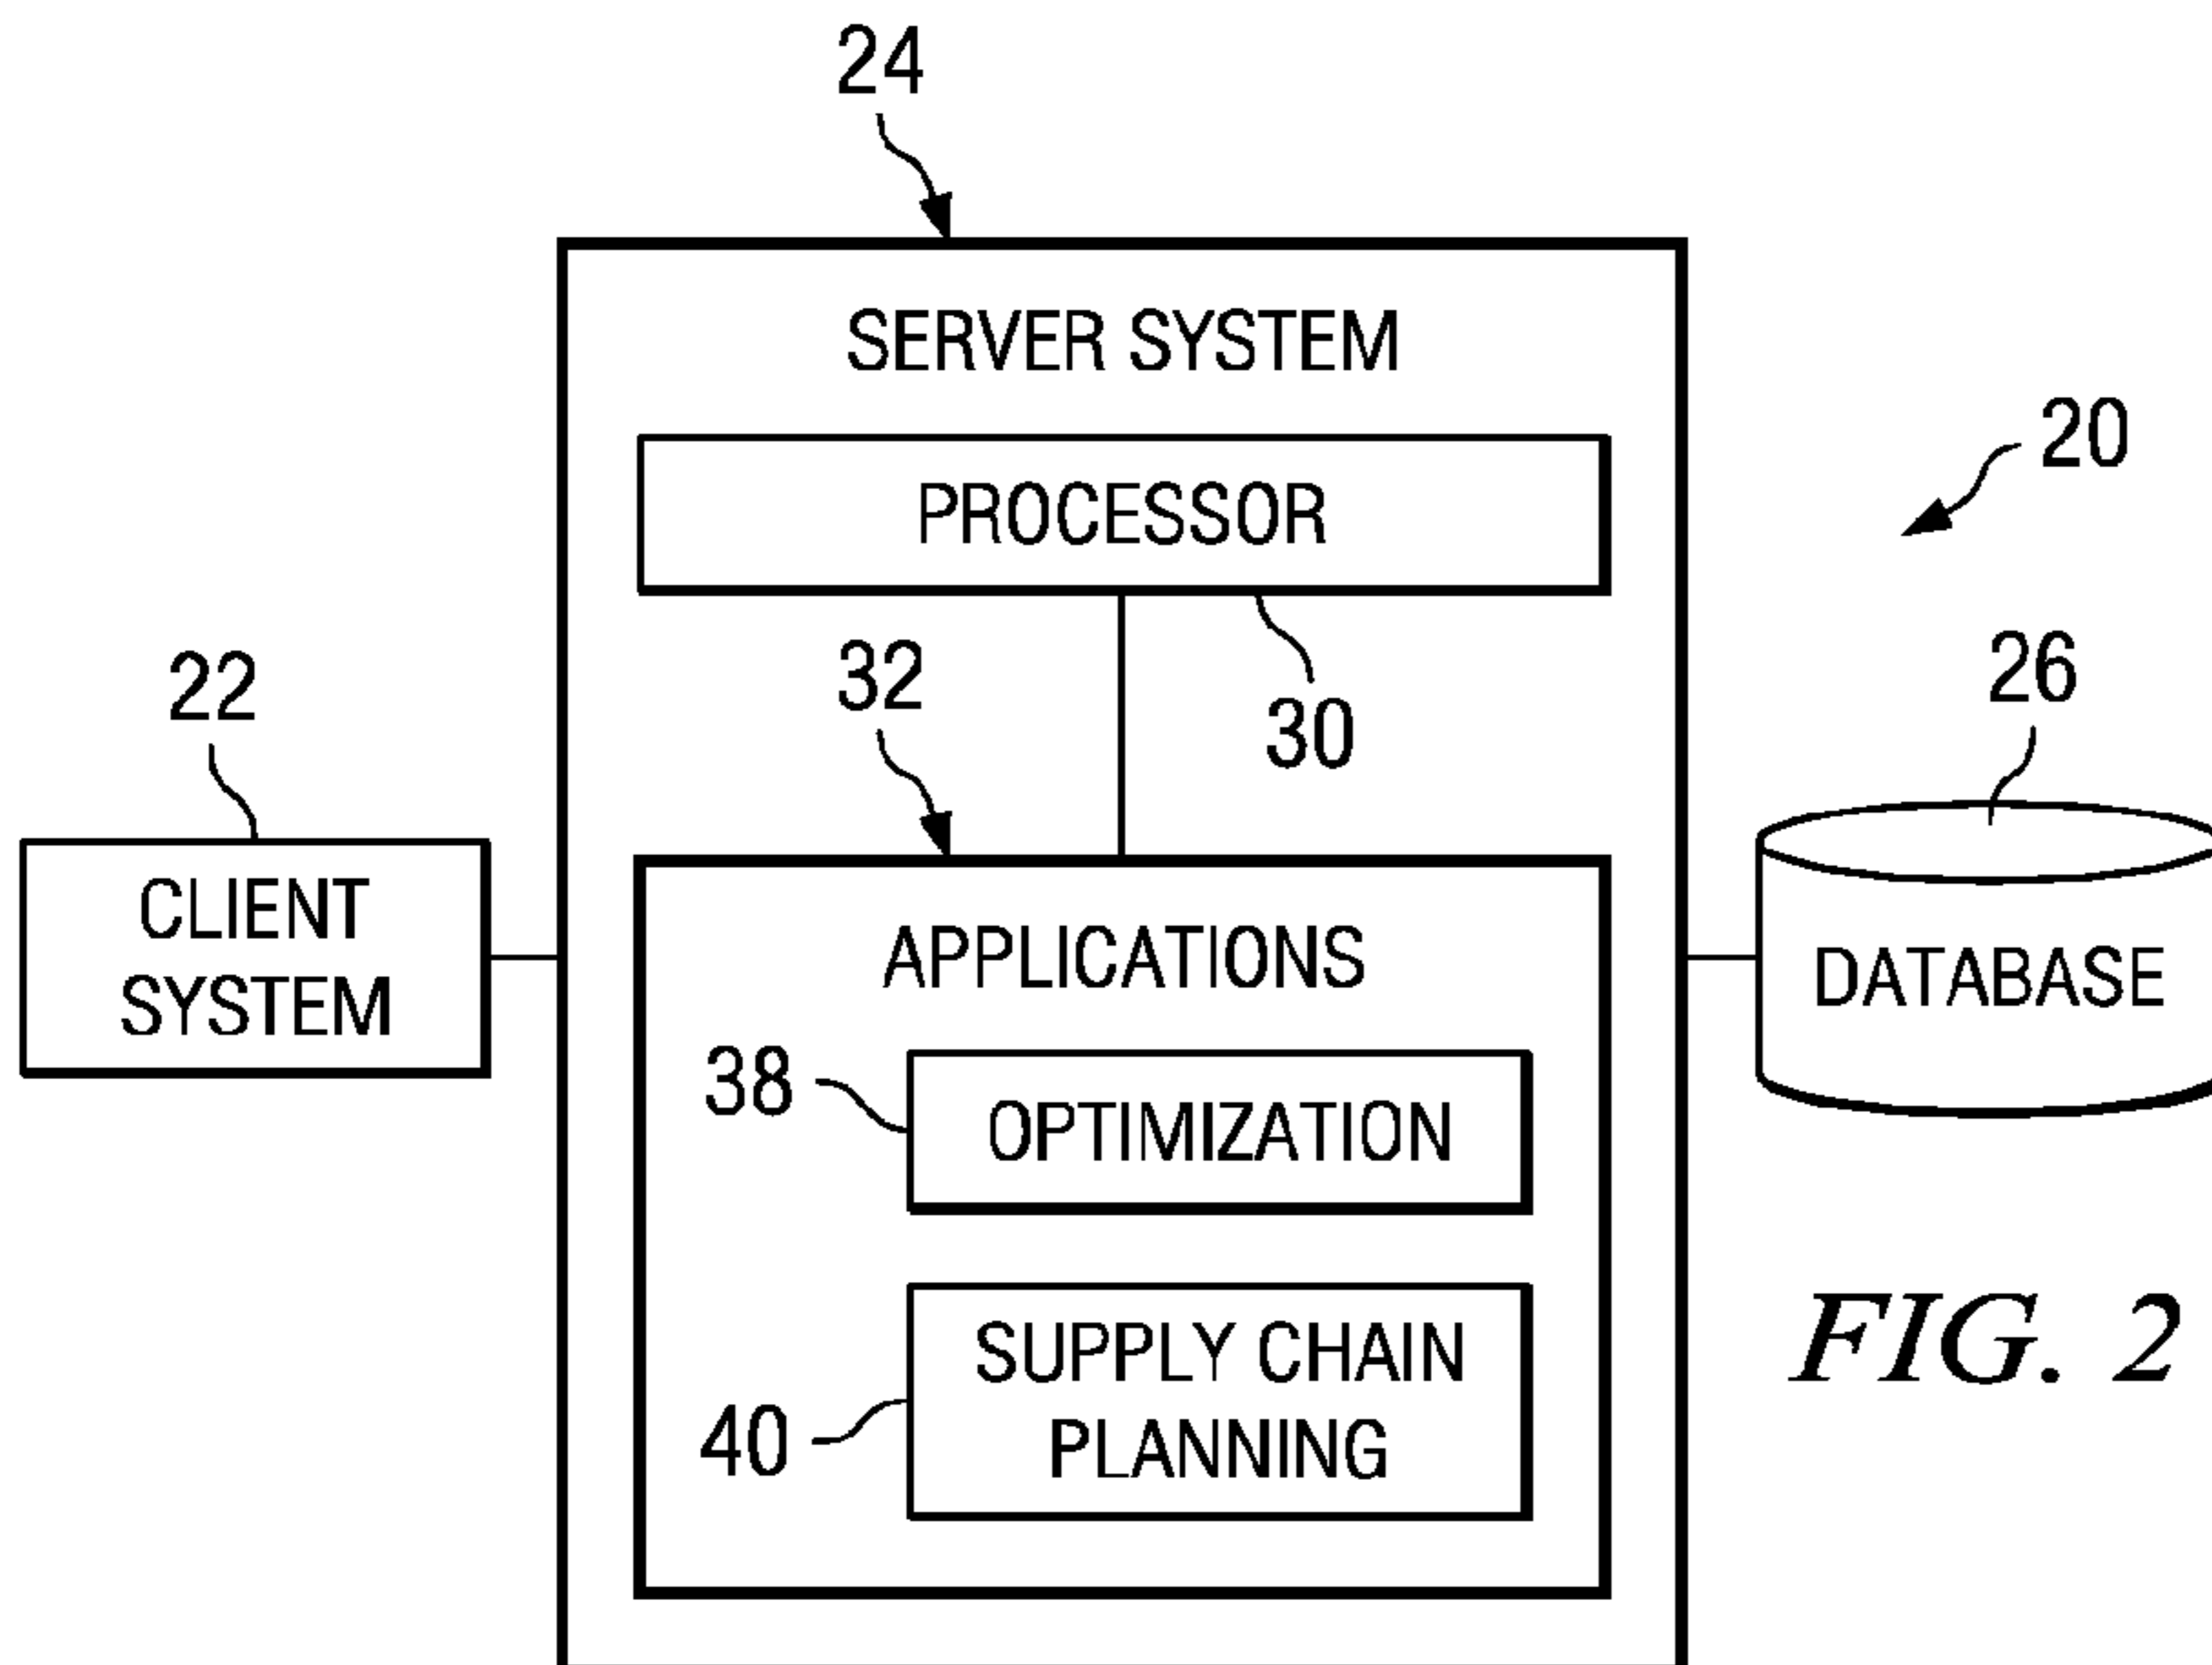 24
SERVER SYSTEM
PROCESSOR
20
30
32
22
26
CLIENT
SYSTEM
APPLICATIONS
DATABASE
38
OPTIMIZATION
40
SUPPLY CHAIN
PLANNING
FIG. 2